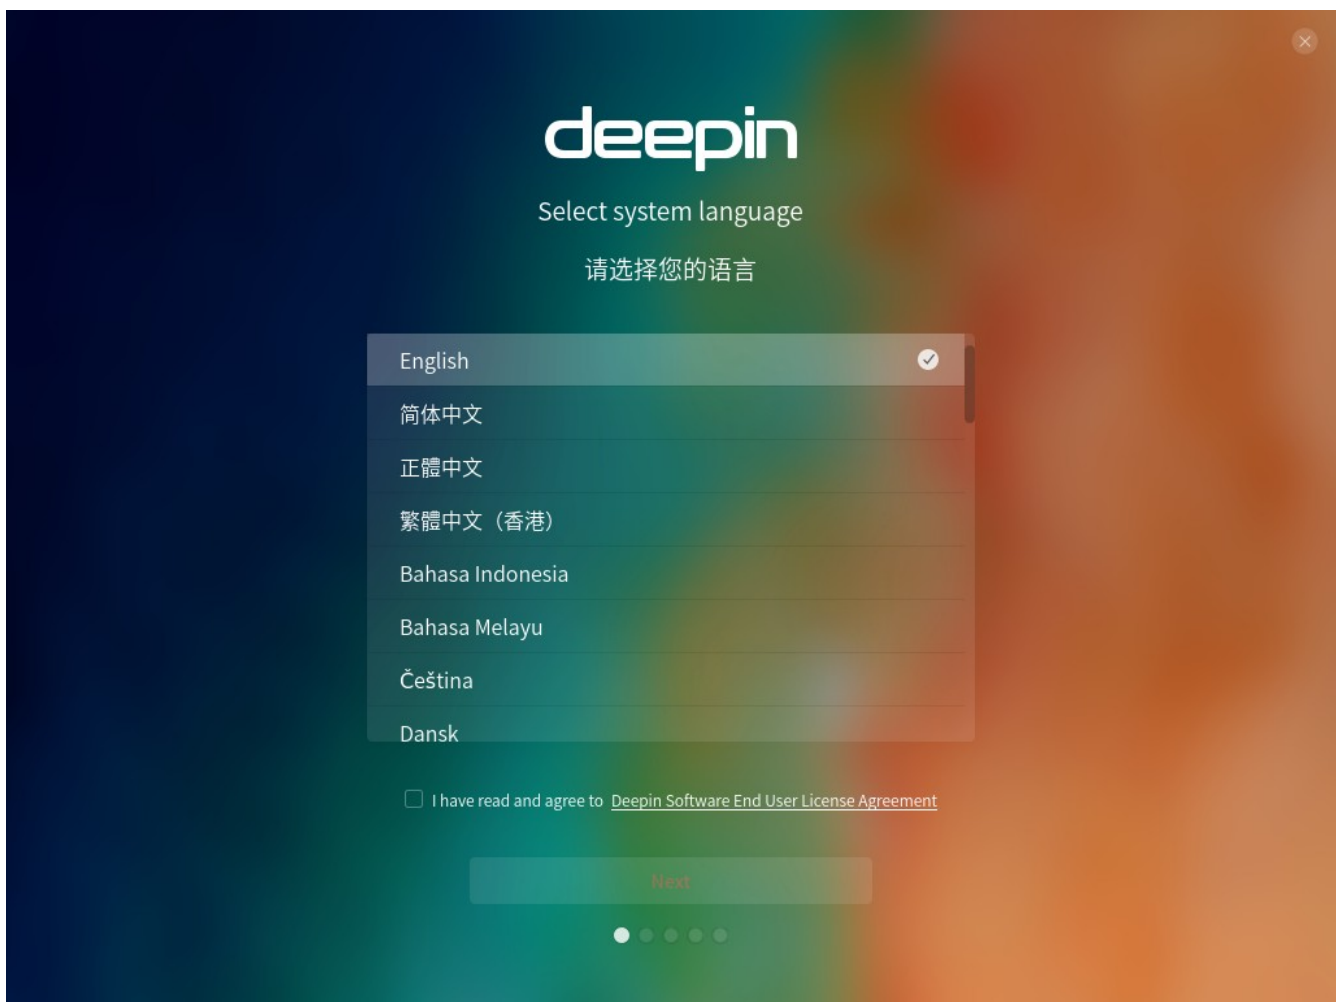 deepin
Select system language
请选择您的语言
English
简体中文
正體中文
繁體中文（香港）
Bahasa Indonesia
Bahasa Melayu
Čeština
Dansk
I have read and agree to Deepin Software End User License Agreement
Next